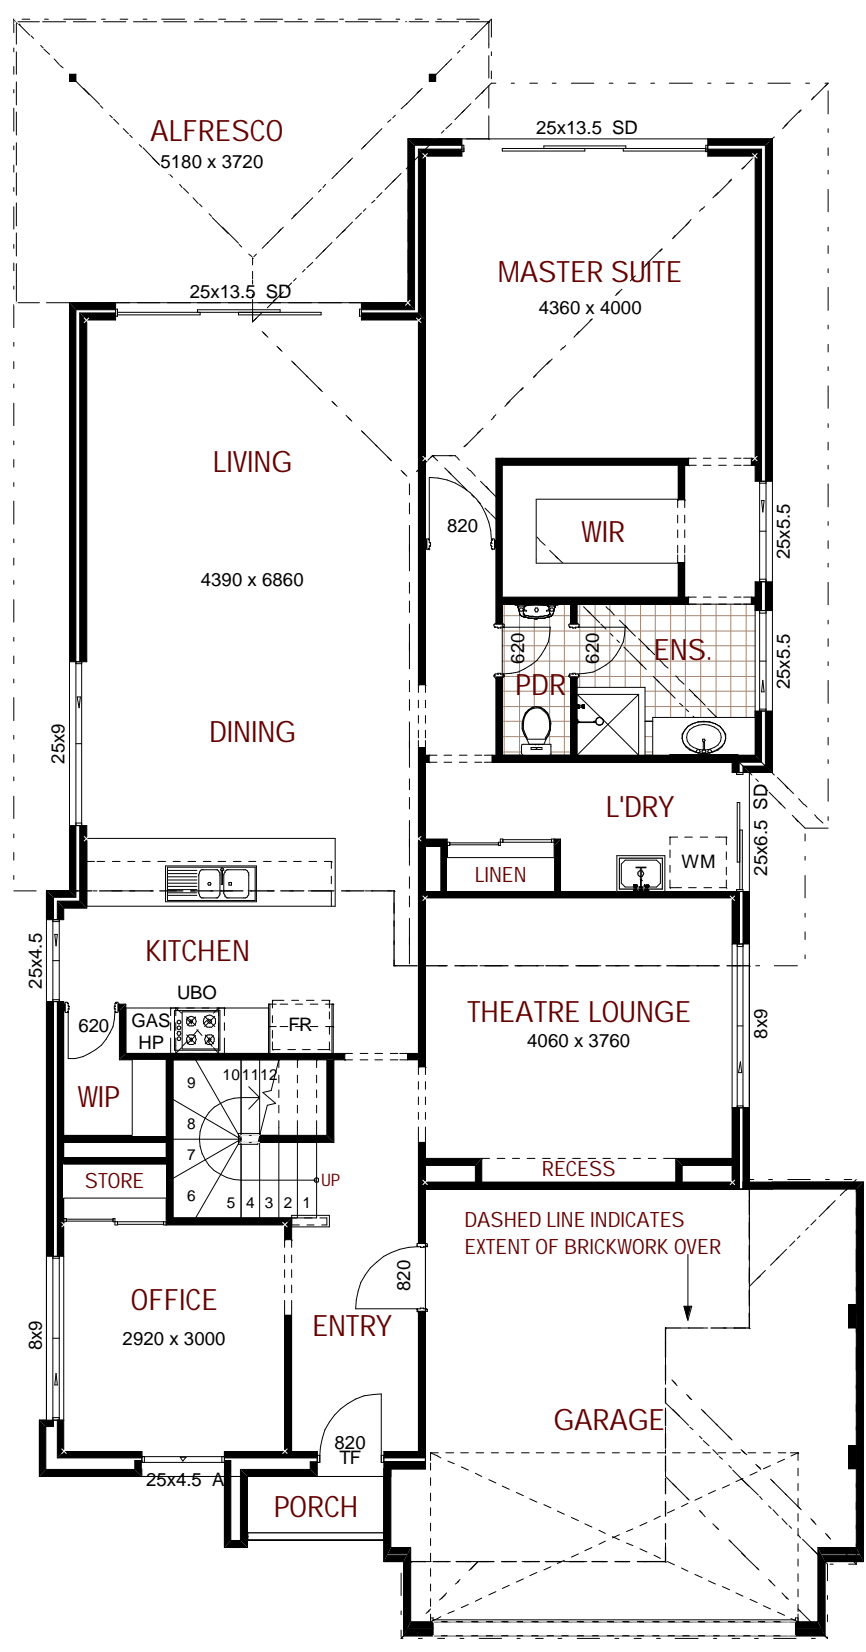 ALFRESCO
5180 x 3720
25x13.5 SD
MASTER SUITE
4360 x 4000
25x13.5 SD
LIVING
4390 x 6860
820
WIR
25x5.5
620
620
ENS.
PDR
25x5.5
DINING
25x9
L'DRY
25x6.5 SD
LINEN
WM
KITCHEN
25x4.5
UBO
GAS
HP
FR
620
THEATRE LOUNGE
4060 x 3760
8x9
WIP
9
10
11
12
8
7
6
5
4
3
2
1
UP
STORE
RECESS
DASHED LINE INDICATES
EXTENT OF BRICKWORK OVER
OFFICE
2920 x 3000
8x9
820
ENTRY
GARAGE
820
TF
25x4.5 A
PORCH